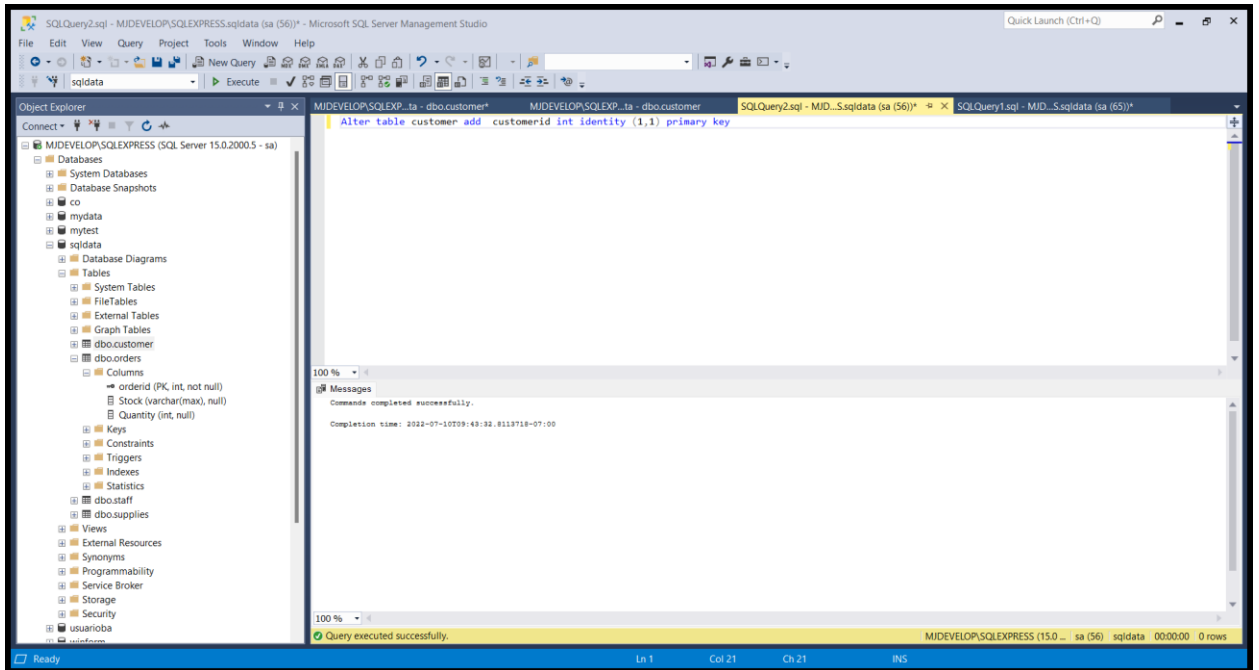 SQLQuery2.sql - MJDEVELOP\SQLEXPRESS.sqldata (sa (56))* - Microsoft SQL Server Management Studio
Quick Launch (Ctrl+Q)
File Edit View Query Project Tools Window Help
New Query
sqldata
Execute
Object Explorer
MJDEVELOP\SQLEXP...ta - dbo.customer*
MJDEVELOP\SQLEXP...ta - dbo.customer
SQLQuery2.sql - MJD...S.sqldata (sa (56))*
SQLQuery1.sql - MJD...S.sqldata (sa (65))*
Connect
Alter table customer add customerid int identity (1,1) primary key
MJDEVELOP\SQLEXPRESS (SQL Server 15.0.2000.5 - sa)
Databases
System Databases
Database Snapshots
co
mydata
mytest
sqldata
Database Diagrams
Tables
System Tables
FileTables
External Tables
Graph Tables
dbo.customer
dbo.orders
Columns
orderid (PK, int, not null)
Stock (varchar(max), null)
Quantity (int, null)
Keys
Constraints
Triggers
Indexes
Statistics
dbo.staff
dbo.supplies
Views
External Resources
Synonyms
Programmability
Service Broker
Storage
Security
usuarioba
100 %
Messages
Commands completed successfully.
Completion time: 2022-07-10T09:43:32.8113718-07:00
100 %
Query executed successfully.
MJDEVELOP\SQLEXPRESS (15.0 ...
sa (56)
sqldata
00:00:00
0 rows
Ready
Ln 1
Col 21
Ch 21
INS